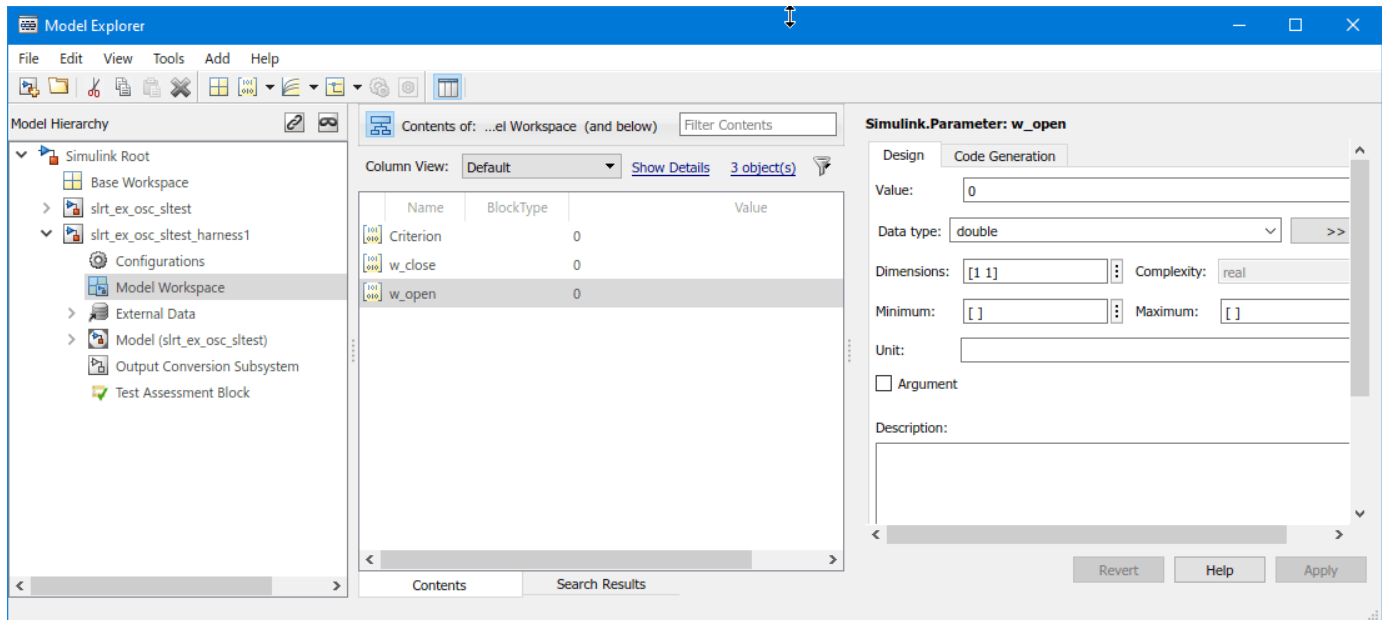 Model Explorer
File Edit View Tools Add Help
Model Hierarchy
Simulink Root
Base Workspace
slrt_ex_osc_sltest
slrt_ex_osc_sltest_harness1
Configurations
Model Workspace
External Data
Model (slrt_ex_osc_sltest)
Output Conversion Subsystem
Test Assessment Block
Contents of: ...el Workspace (and below) Filter Contents
Column View: Default Show Details 3 object(s)
Name BlockType Value
Criterion 0
w_close 0
w_open 0
Contents Search Results
Simulink.Parameter: w_open
Design Code Generation
Value: 0
Data type: double >>
Dimensions: [1 1] Complexity: real
Minimum: [ ] Maximum: [ ]
Unit:
Argument
Description:
Revert Help Apply